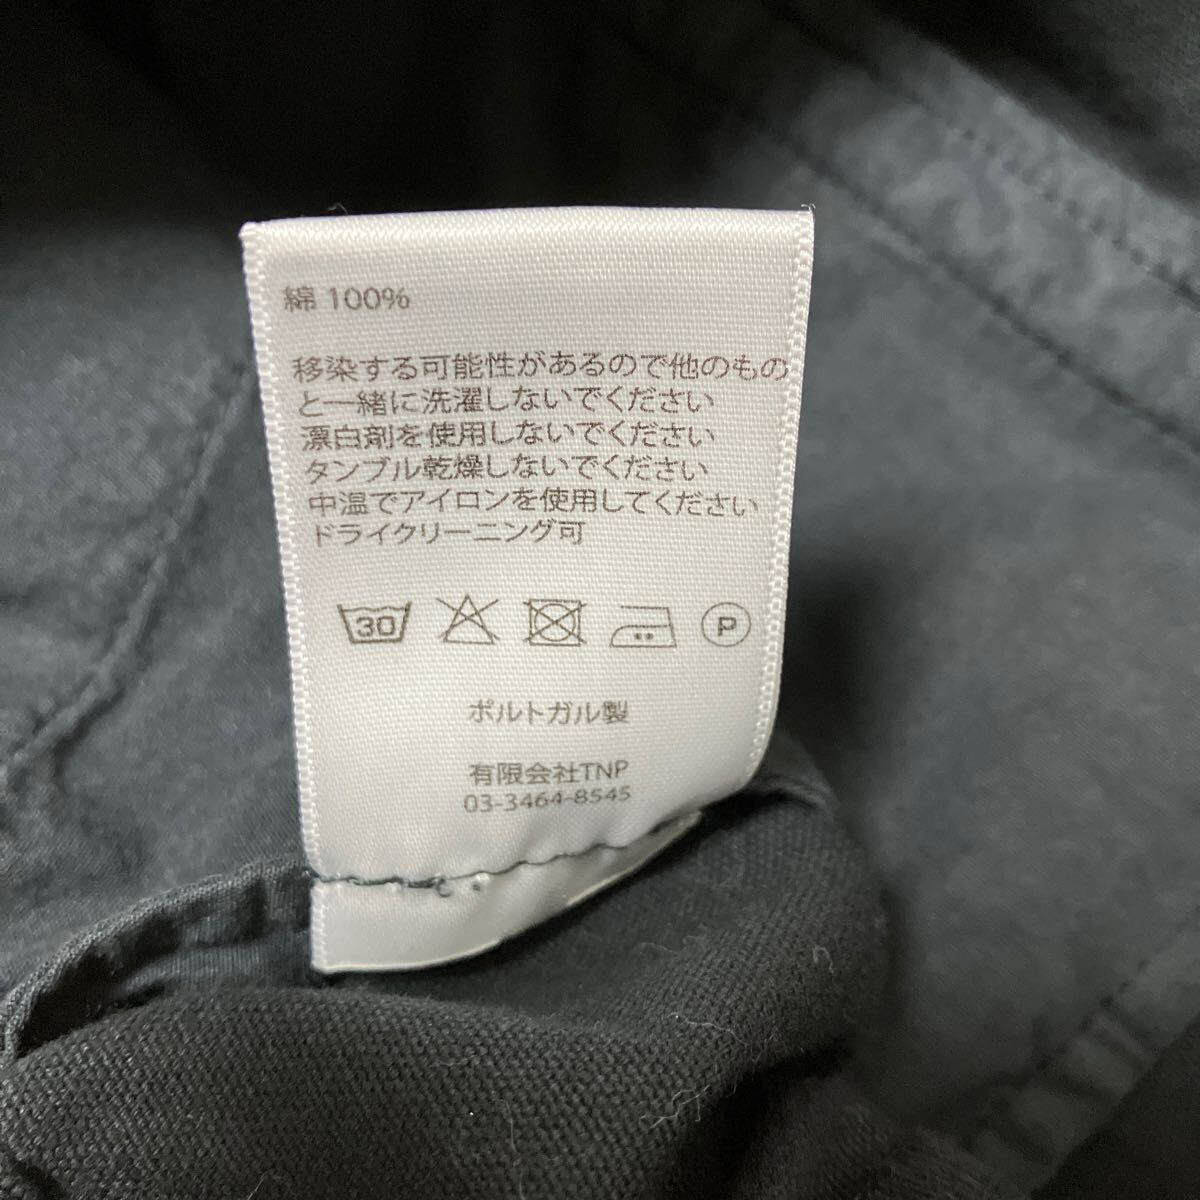 綿 100%
移染する可能性があるので他のもの
と一緒に洗濯しないでください
漂白剤を使用しないでください
タンブル乾燥しないでください
中温でアイロンを使用してください
ドライクリーニング可
30 P
ポルトガル製
有限会社TNP
03-3464-8545